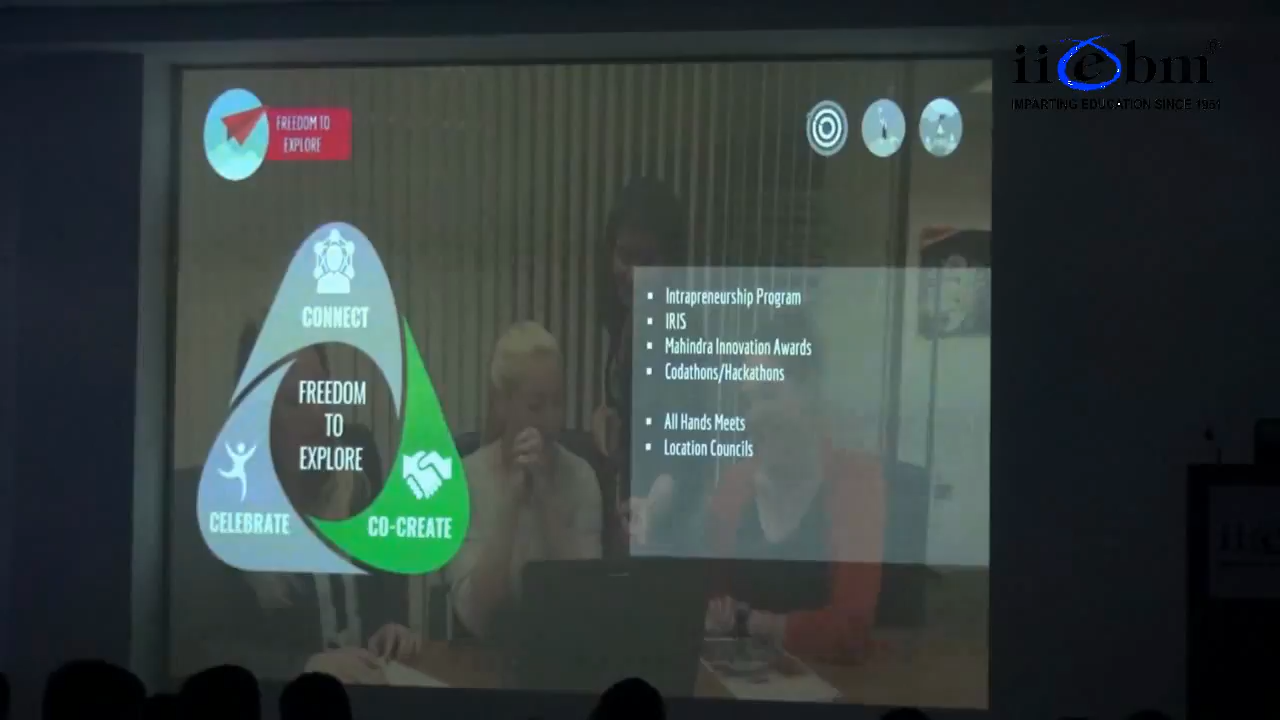 iiebm
IMPARTING EDUCATION SINCE 1961
FREEDOM TO
EXPLORE
CONNECT
FREEDOM
TO
EXPLORE
CELEBRATE
CO-CREATE
▪ Intrapreneurship Program
▪ IRIS
▪ Mahindra Innovation Awards
▪ Codathons/Hackathons
▪ All Hands Meets
▪ Location Councils